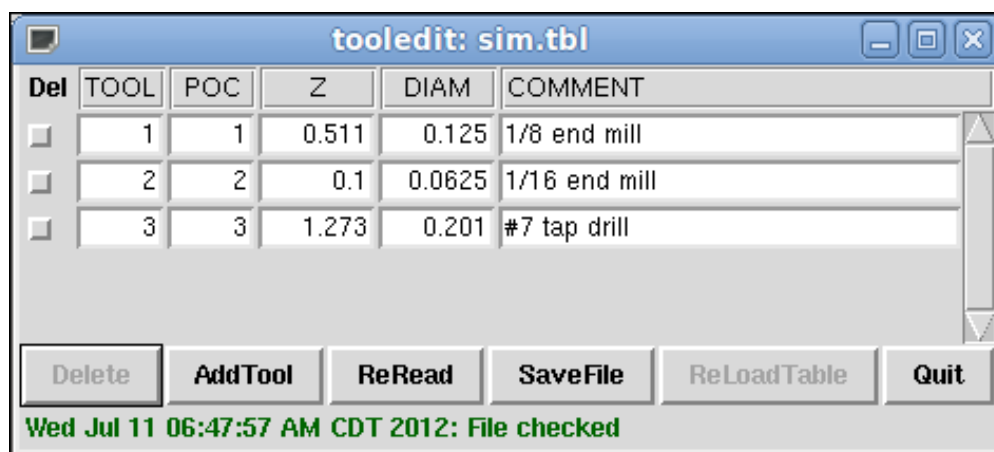 tooledit: sim.tbl
Del TOOL POC Z DIAM COMMENT
1 1 0.511 0.125 1/8 end mill
2 2 0.1 0.0625 1/16 end mill
3 3 1.273 0.201 #7 tap drill
Delete AddTool ReRead SaveFile ReLoadTable Quit
Wed Jul 11 06:47:57 AM CDT 2012: File checked